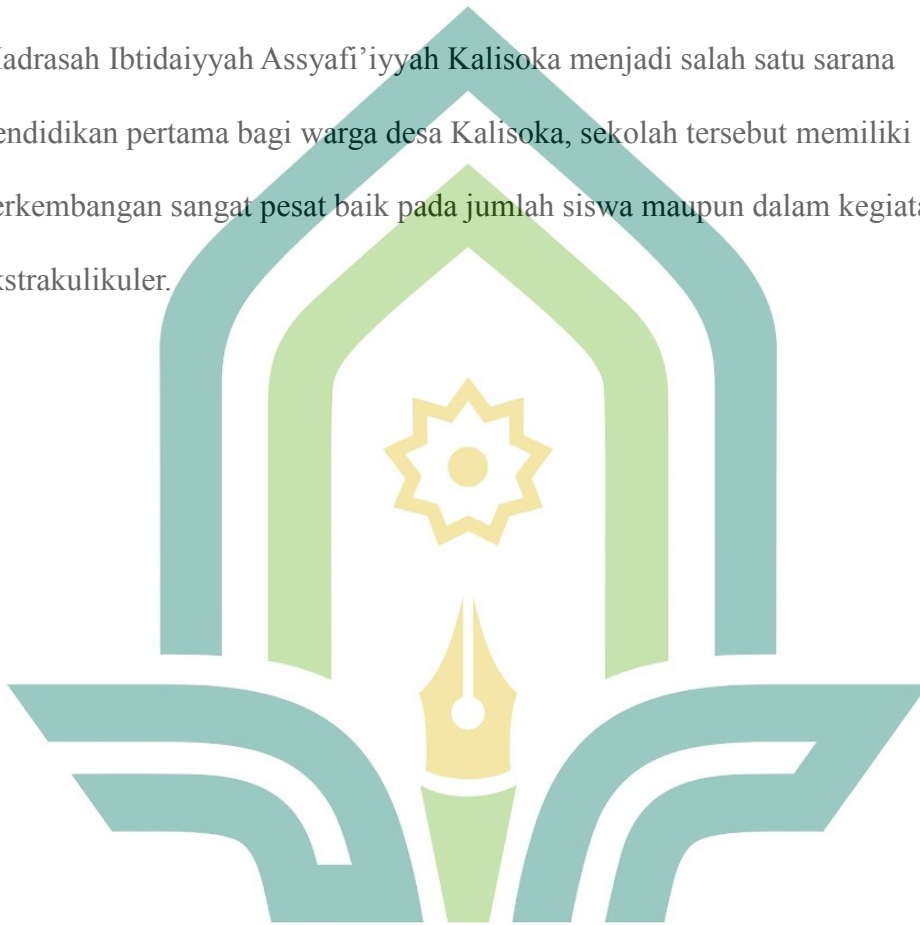 adrasah Ibtidaiyyah Assyafi’iyyah Kalisoka menjadi salah satu sarana
endidikan pertama bagi warga desa Kalisoka, sekolah tersebut memiliki
erkembangan sangat pesat baik pada jumlah siswa maupun dalam kegiata
kstrakulikuler.